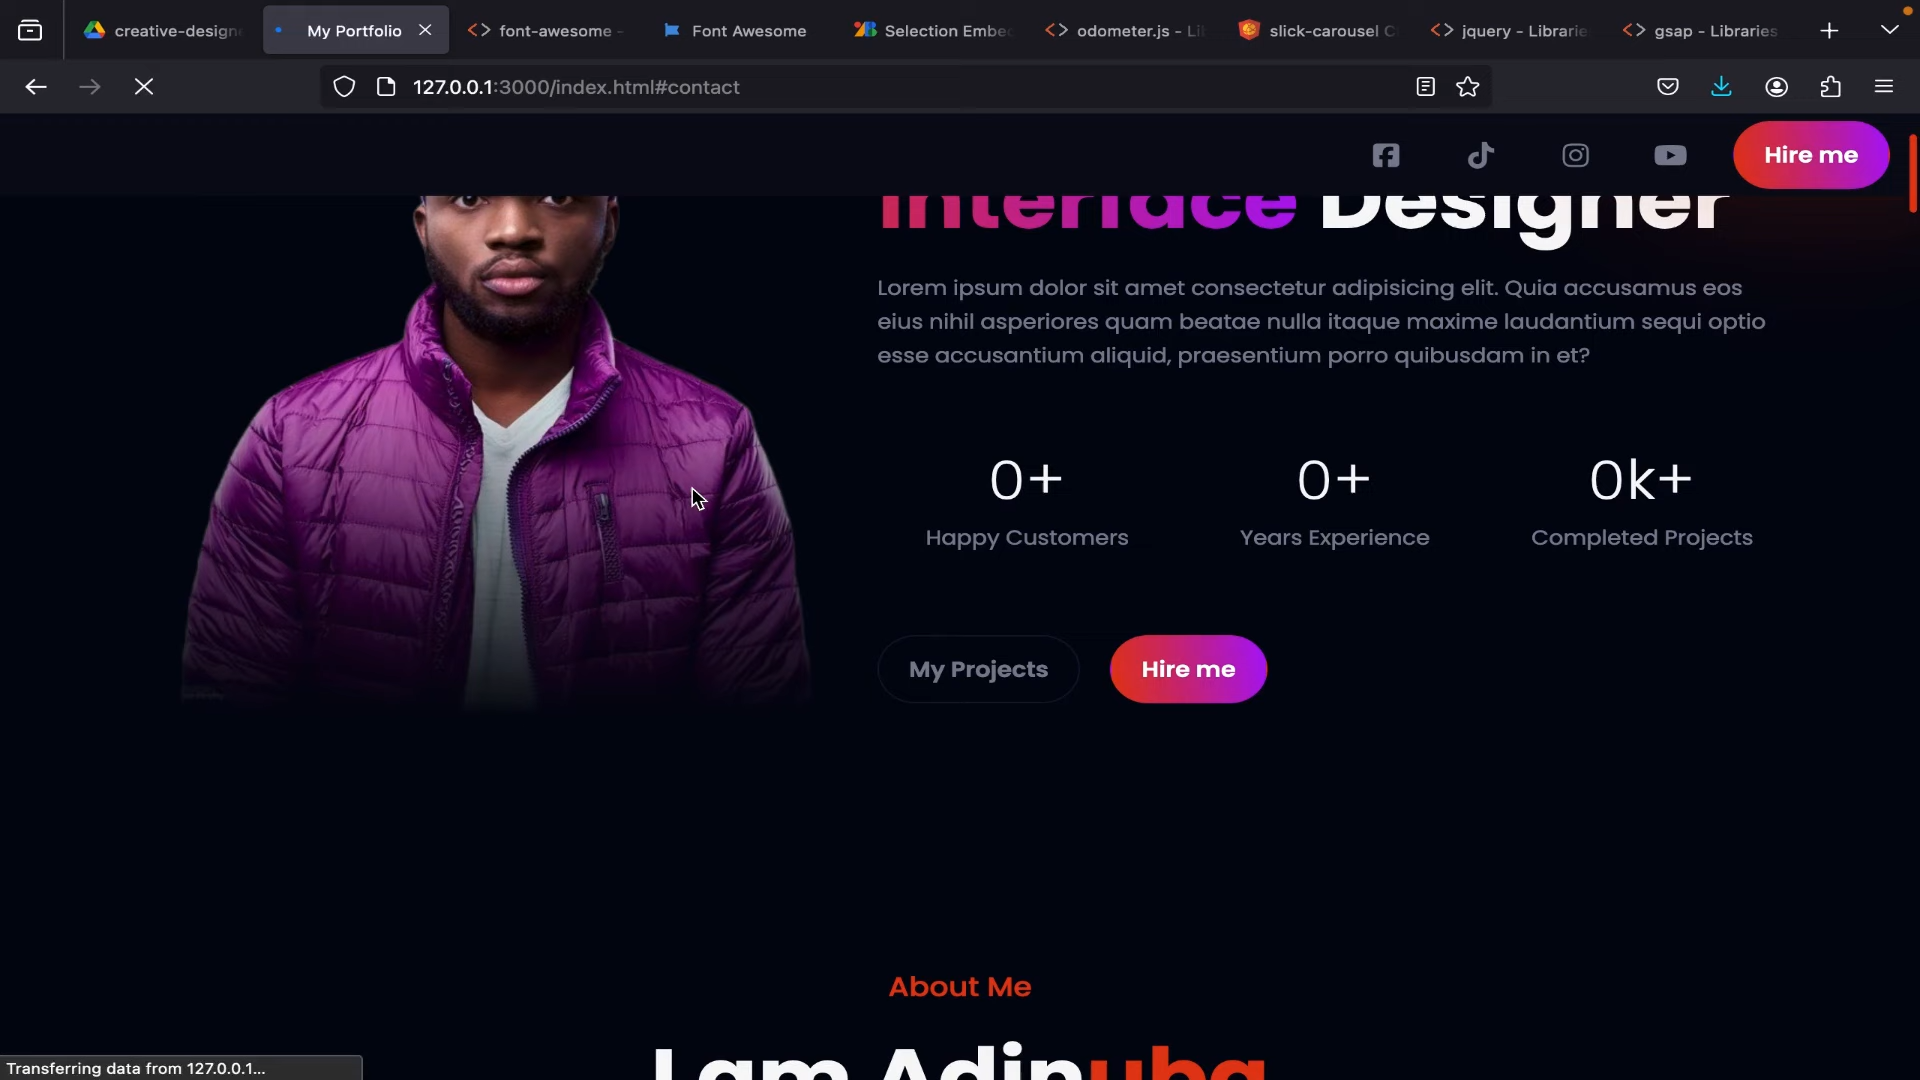 creative-design
My Portfolio
font-awesome -
Font Awesome
Selection Embe
odometer.js - Li
slick-carousel C
jquery - Librarie
gsap - Libraries
127.0.0.1:3000/index.html#contact
Hire me
Interface Designer
Lorem ipsum dolor sit amet consectetur adipisicing elit. Quia accusamus eos
eius nihil asperiores quam beatae nulla itaque maxime laudantium sequi optio
esse accusantium aliquid, praesentium porro quibusdam in et?
0+
0+
0k+
Happy Customers
Years Experience
Completed Projects
My Projects
Hire me
About Me
I am Adinuba
Transferring data from 127.0.0.1...